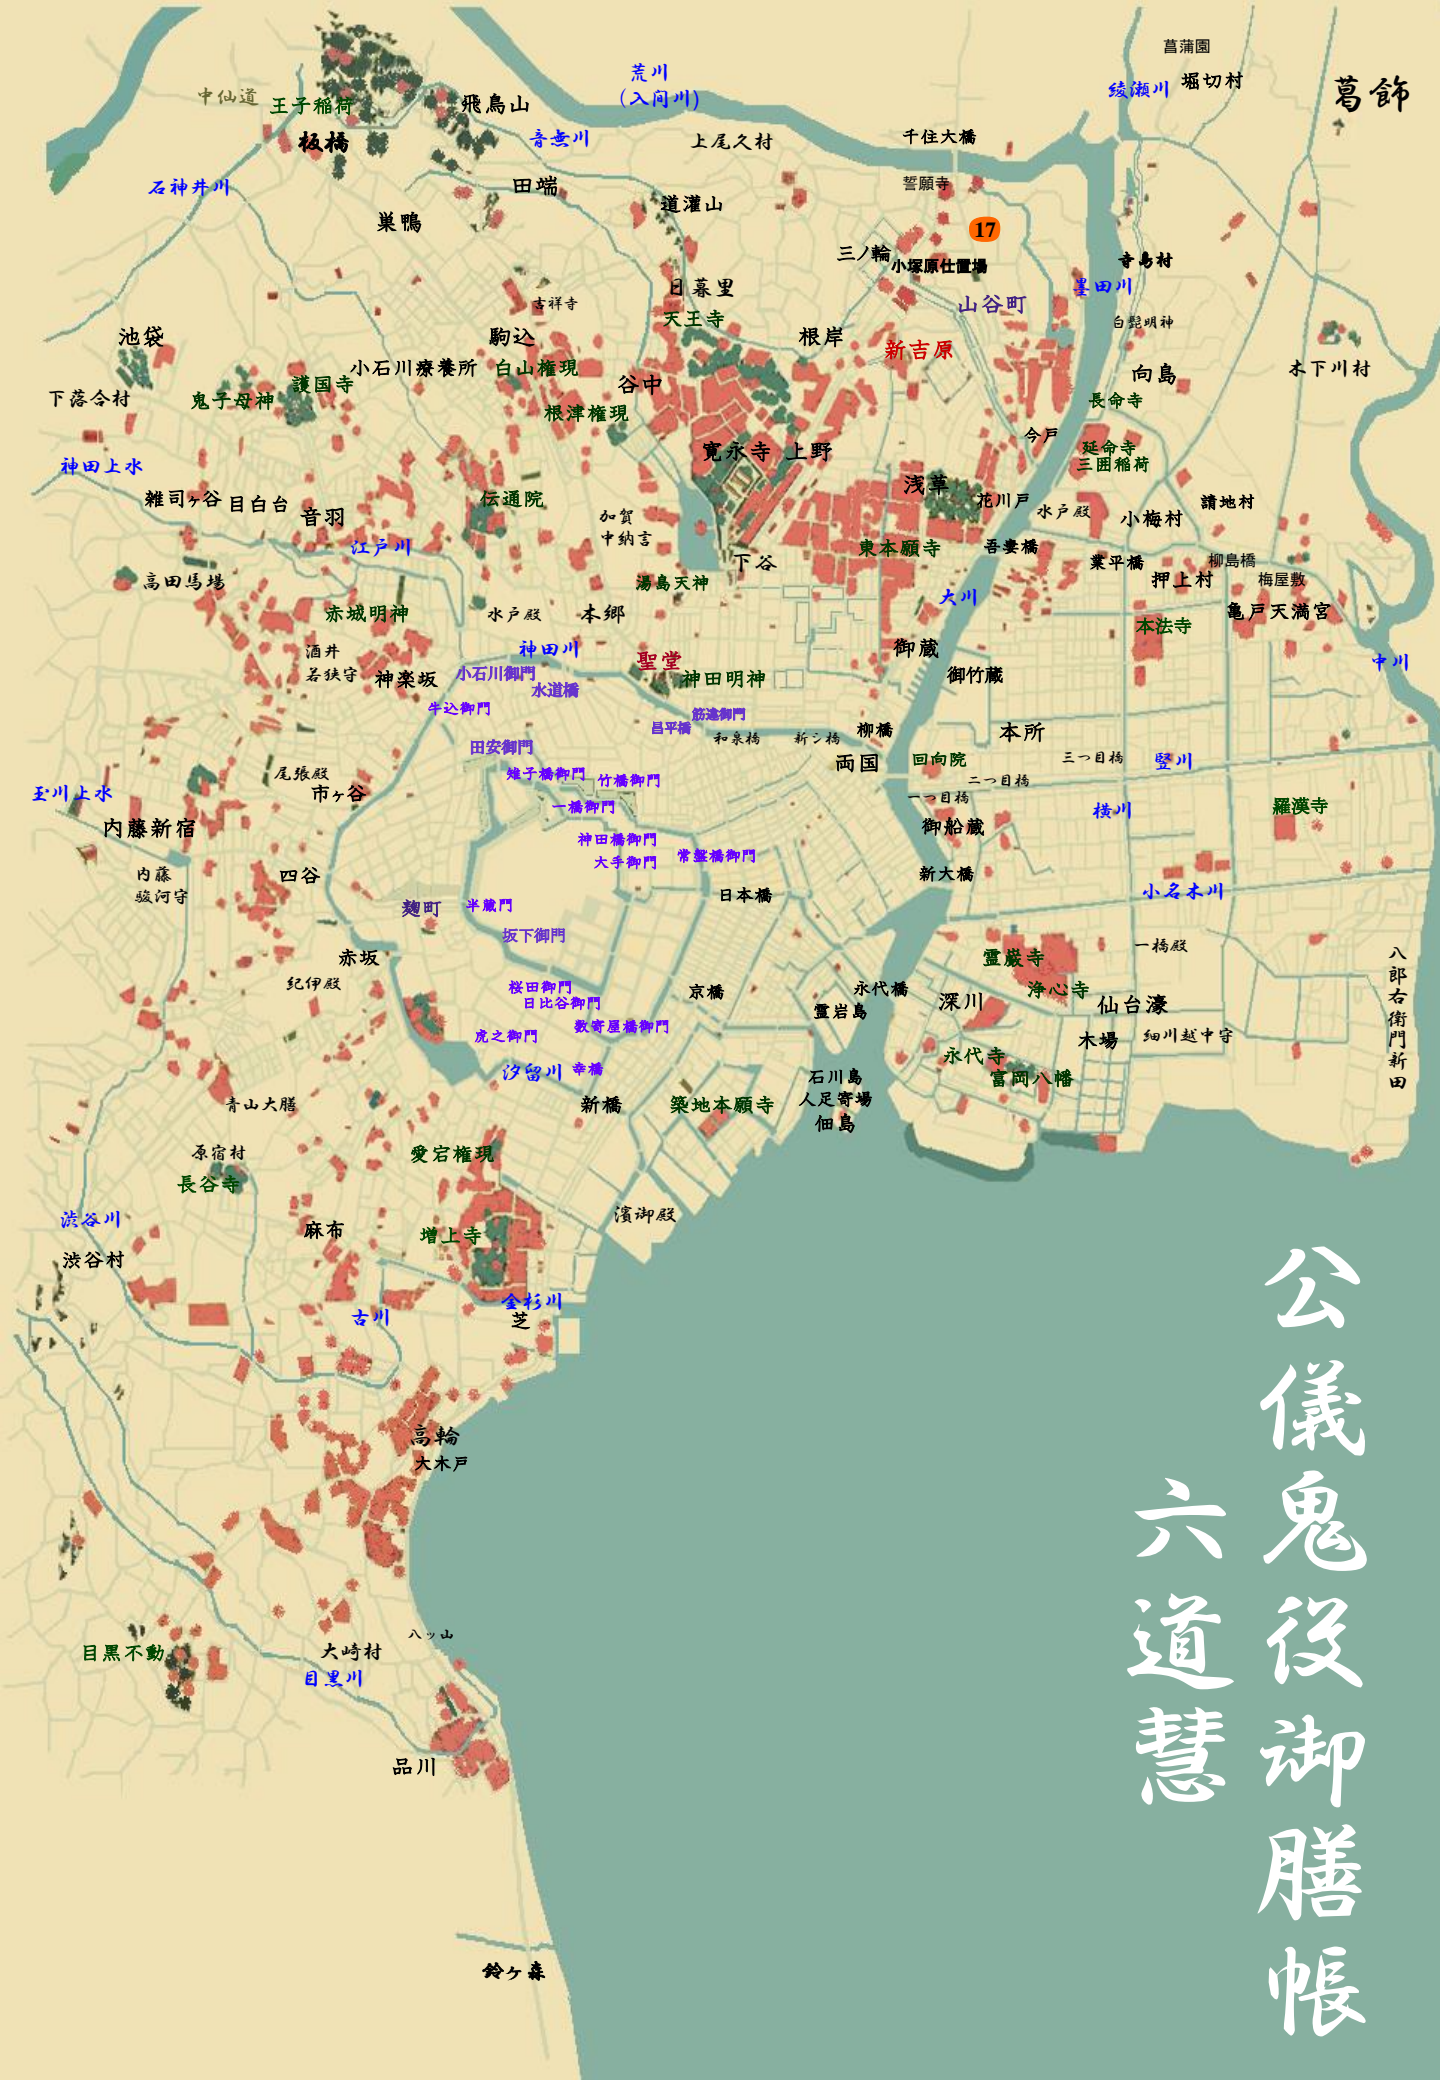 菖蒲園
堀切村
葛飾
綾瀬川
荒川
(入间川)
中仙道
王子稲荷
飛鳥山
板橋
音無川
上尾久村
千住大橋
石神井川
田端
道灌山
誓願寺
巣鴨
17
三ノ輪
小塚原仕置場
寺島村
墨田川
日暮里
吉祥寺
山谷町
天王寺
白髭明神
池袋
駒込
根岸
新吉原
小石川療養所
白山権現
向島
木下川村
下落合村
鬼子母神
護国寺
谷中
根津権現
長命寺
今戸
寛永寺
上野
延命寺
三囲稲荷
神田上水
雑司ヶ谷
目白台
音羽
伝通院
浅草
花川戸
水戸殿
小梅村
請地村
加賀
中納言
江戸川
下谷
東本願寺
吾妻橋
業平橋
柳島橋
押上村
梅屋敷
高田馬場
湯島天神
大川
亀戸天満宮
赤城明神
水戸殿
本郷
本法寺
酒井
若狭守
神楽坂
神田川
聖堂
御蔵
中川
小石川御門
水道橋
神田明神
御竹蔵
牛込御門
昌平橋
筋違御門
和泉橋
新シ橋
柳橋
本所
田安御門
両国
回向院
三つ目橋
竪川
尾張殿
雉子橋御門
竹橋御門
二つ目橋
玉川上水
市ヶ谷
一橋御門
一つ目橋
横川
羅漢寺
内藤新宿
神田橋御門
御船蔵
大手御門
常盤橋御門
内藤
駿河守
四谷
日本橋
新大橋
小名木川
麹町
半蔵門
坂下御門
赤坂
霊巌寺
一橋殿
紀伊殿
桜田御門
日比谷御門
京橋
永代橋
霊岩島
深川
浄心寺
仙台濠
八郎右衛門新田
虎之御門
数寄屋橋御門
木場
細川越中守
永代寺
汐留川
幸橋
石川島
人足寄場
佃島
富岡八幡
青山大膳
新橋
築地本願寺
原宿村
長谷寺
愛宕権現
渋谷川
濱御殿
麻布
増上寺
渋谷村
古川
金杉川
芝
高輪
大木戸
公儀鬼役御膳帳
六道慧
八ッ山
目黒不動
大崎村
目黒川
品川
鈴ヶ森